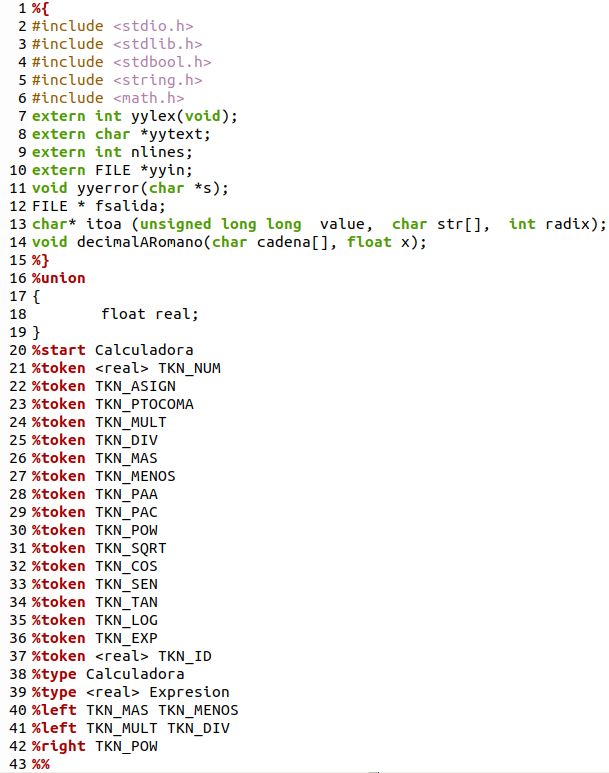 1 %{
2 #include <stdio.h>
3 #include <stdlib.h>
4 #include <stdbool.h>
5 #include <string.h>
6 #include <math.h>
7 extern int yylex(void);
8 extern char *yytext;
9 extern int nlines;
10 extern FILE *yyin;
11 void yyerror(char *s);
12 FILE * fsalida;
13 char* itoa (unsigned long long  value,  char str[],  int radix);
14 void decimalARomano(char cadena[], float x);
15 %}
16 %union
17 {
18         float real;
19 }
20 %start Calculadora
21 %token <real> TKN_NUM
22 %token TKN_ASIGN
23 %token TKN_PTOCOMA
24 %token TKN_MULT
25 %token TKN_DIV
26 %token TKN_MAS
27 %token TKN_MENOS
28 %token TKN_PAA
29 %token TKN_PAC
30 %token TKN_POW
31 %token TKN_SQRT
32 %token TKN_COS
33 %token TKN_SEN
34 %token TKN_TAN
35 %token TKN_LOG
36 %token TKN_EXP
37 %token <real> TKN_ID
38 %type Calculadora
39 %type <real> Expresion
40 %left TKN_MAS TKN_MENOS
41 %left TKN_MULT TKN_DIV
42 %right TKN_POW
43 %%